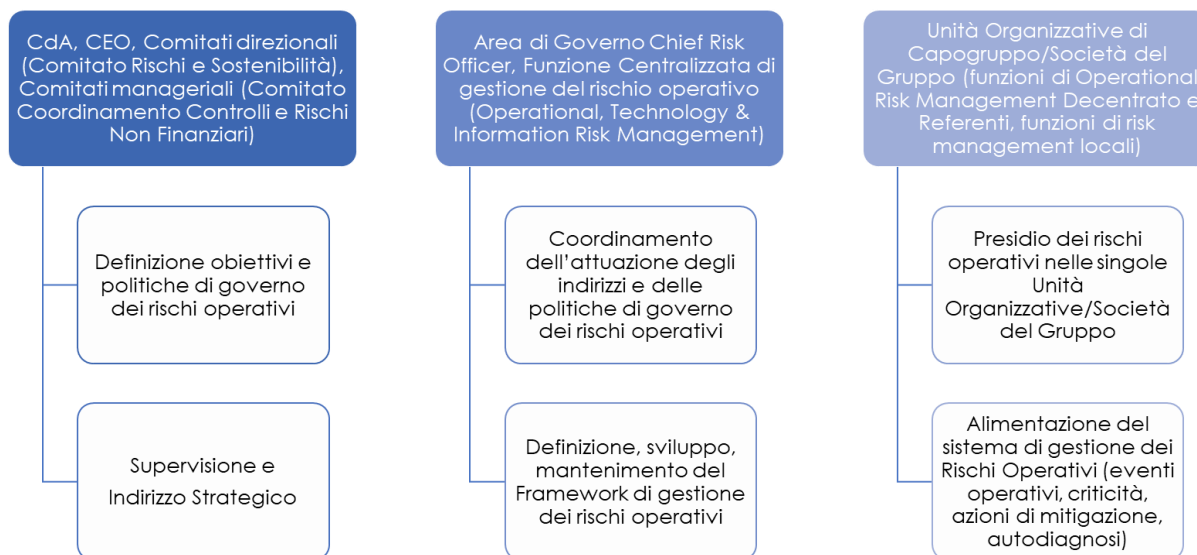 CdA, CEO, Comitati direzionali
(Comitato Rischi e Sostenibilità),
Comitati manageriali (Comitato
Coordinamento Controlli e Rischi
Non Finanziari)
Definizione obiettivi e
politiche di governo
dei rischi operativi
Supervisione e
Indirizzo Strategico
Area di Governo Chief Risk
Officer, Funzione Centralizzata di
gestione del rischio operativo
(Operational, Technology &
Information Risk Management)
Coordinamento
dell’attuazione degli
indirizzi e delle
politiche di governo
dei rischi operativi
Definizione, sviluppo,
mantenimento del
Framework di gestione
dei rischi operativi
Unità Organizzative di
Capogruppo/Società del
Gruppo (funzioni di Operational
Risk Management Decentrato e
Referenti, funzioni di risk
management locali)
Presidio dei rischi
operativi nelle singole
Unità
Organizzative/Società
del Gruppo
Alimentazione del
sistema di gestione dei
Rischi Operativi (eventi
operativi, criticità,
azioni di mitigazione,
autodiagnosi)